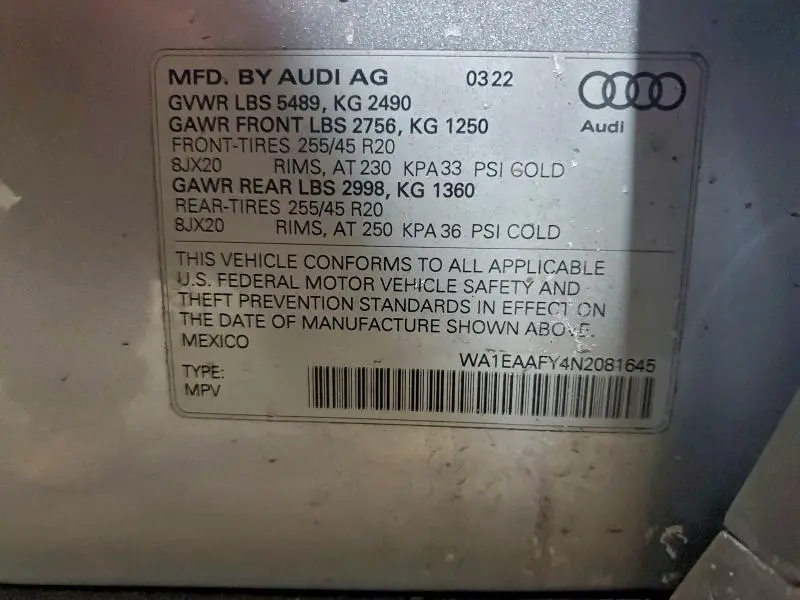 MFD. BY AUDI AG 03 22
GVWR LBS 5489, KG 2490
GAWR FRONT LBS 2756, KG 1250
Audi
FRONT-TIRES 255/45 R20
8JX20 RIMS, AT 230 KPA 33 PSI COLD
GAWR REAR LBS 2998, KG 1360
REAR-TIRES 255/45 R20
8JX20 RIMS, AT 250 KPA 36 PSI COLD
THIS VEHICLE CONFORMS TO ALL APPLICABLE
U.S. FEDERAL MOTOR VEHICLE SAFETY AND
THEFT PREVENTION STANDARDS IN EFFECT ON
THE DATE OF MANUFACTURE SHOWN ABOVE.
MEXICO
WA1EAAFY4N2081645
TYPE:
MPV